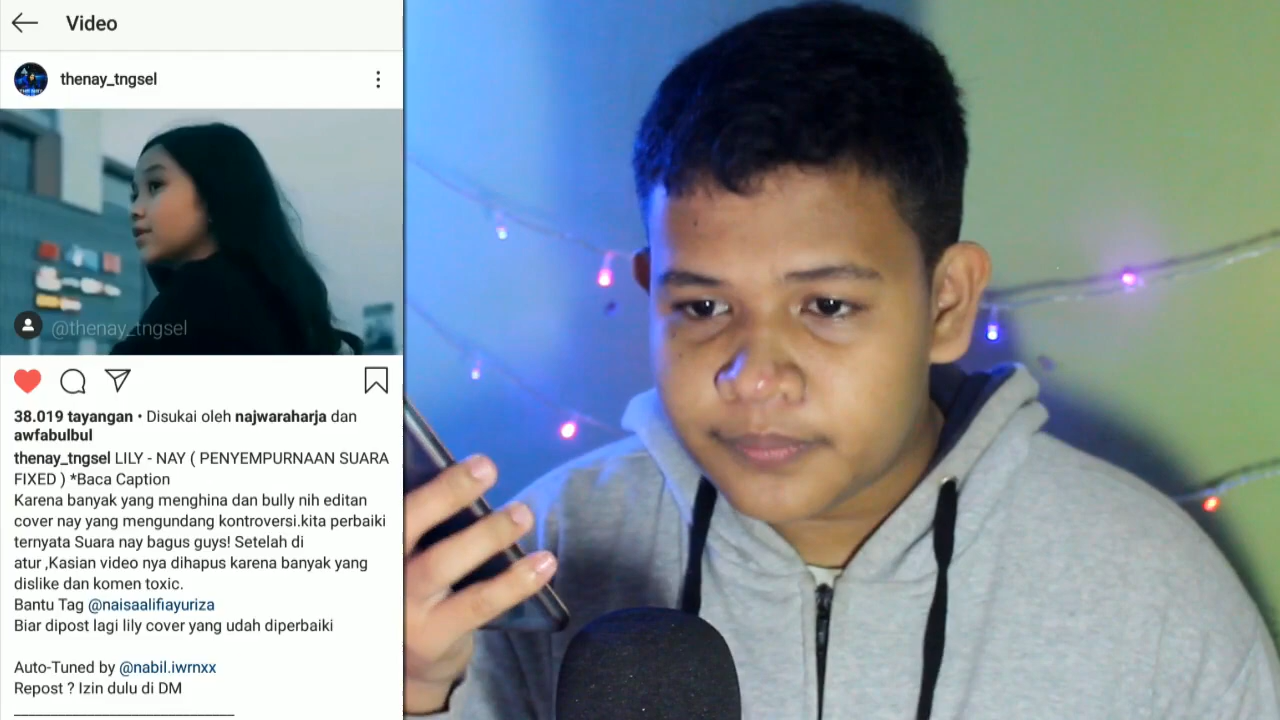 Video
thenay_tngsel
@thenay_tngsel
38.019 tayangan • Disukai oleh najwaraharja dan
awfabulbul
thenay_tngsel LILY - NAY ( PENYEMPURNAAN SUARA
FIXED ) *Baca Caption
Karena banyak yang menghina dan bully nih editan
cover nay yang mengundang kontroversi.kita perbaiki
ternyata Suara nay bagus guys! Setelah di
atur ,Kasian video nya dihapus karena banyak yang
dislike dan komen toxic.
Bantu Tag @naisaalifiayuriza
Biar dipost lagi lily cover yang udah diperbaiki
Auto-Tuned by @nabil.iwrnxx
Repost ? Izin dulu di DM